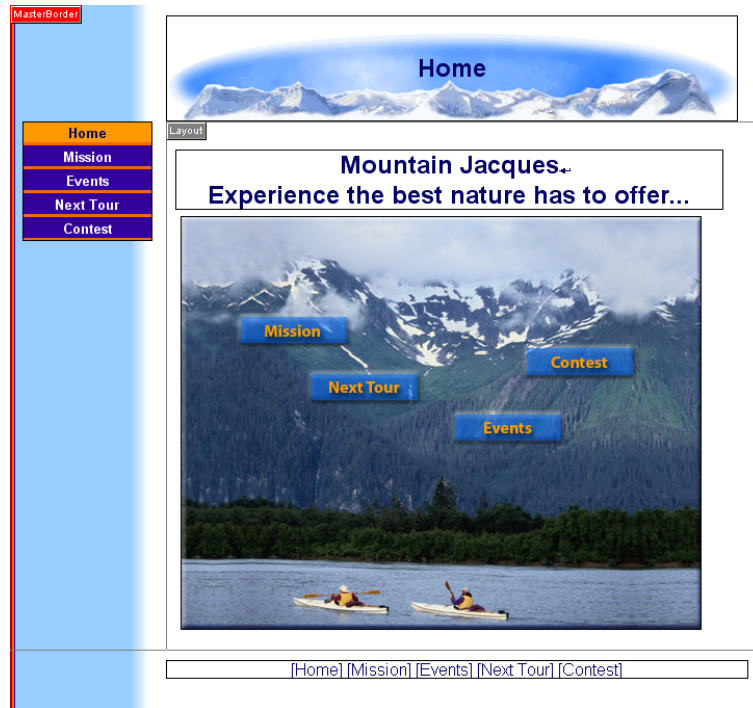 MasterBorder
Home
Home
Layout
Mission
Events
Next Tour
Contest
Mountain Jacques
Experience the best nature has to offer...
Mission
Contest
Next Tour
Events
[Home] [Mission] [Events] [Next Tour] [Contest]